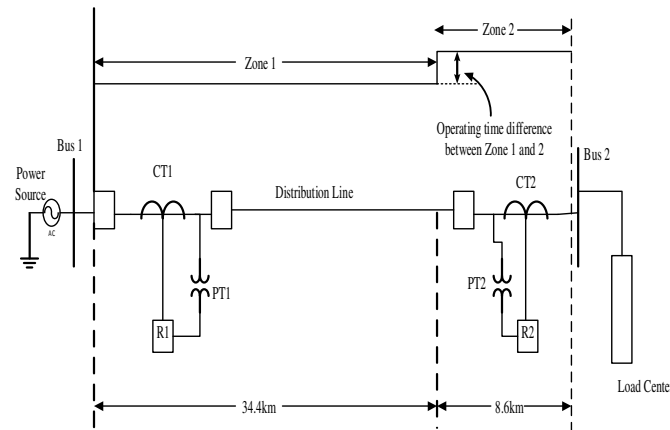 Zone 2
Zone 1
Operating time difference
between Zone 1 and 2
Bus 1
Bus 2
CT1
CT2
Power
Source
Distribution Line
AC
PT1
PT2
R1
R2
Load Cente
34.4km
8.6km